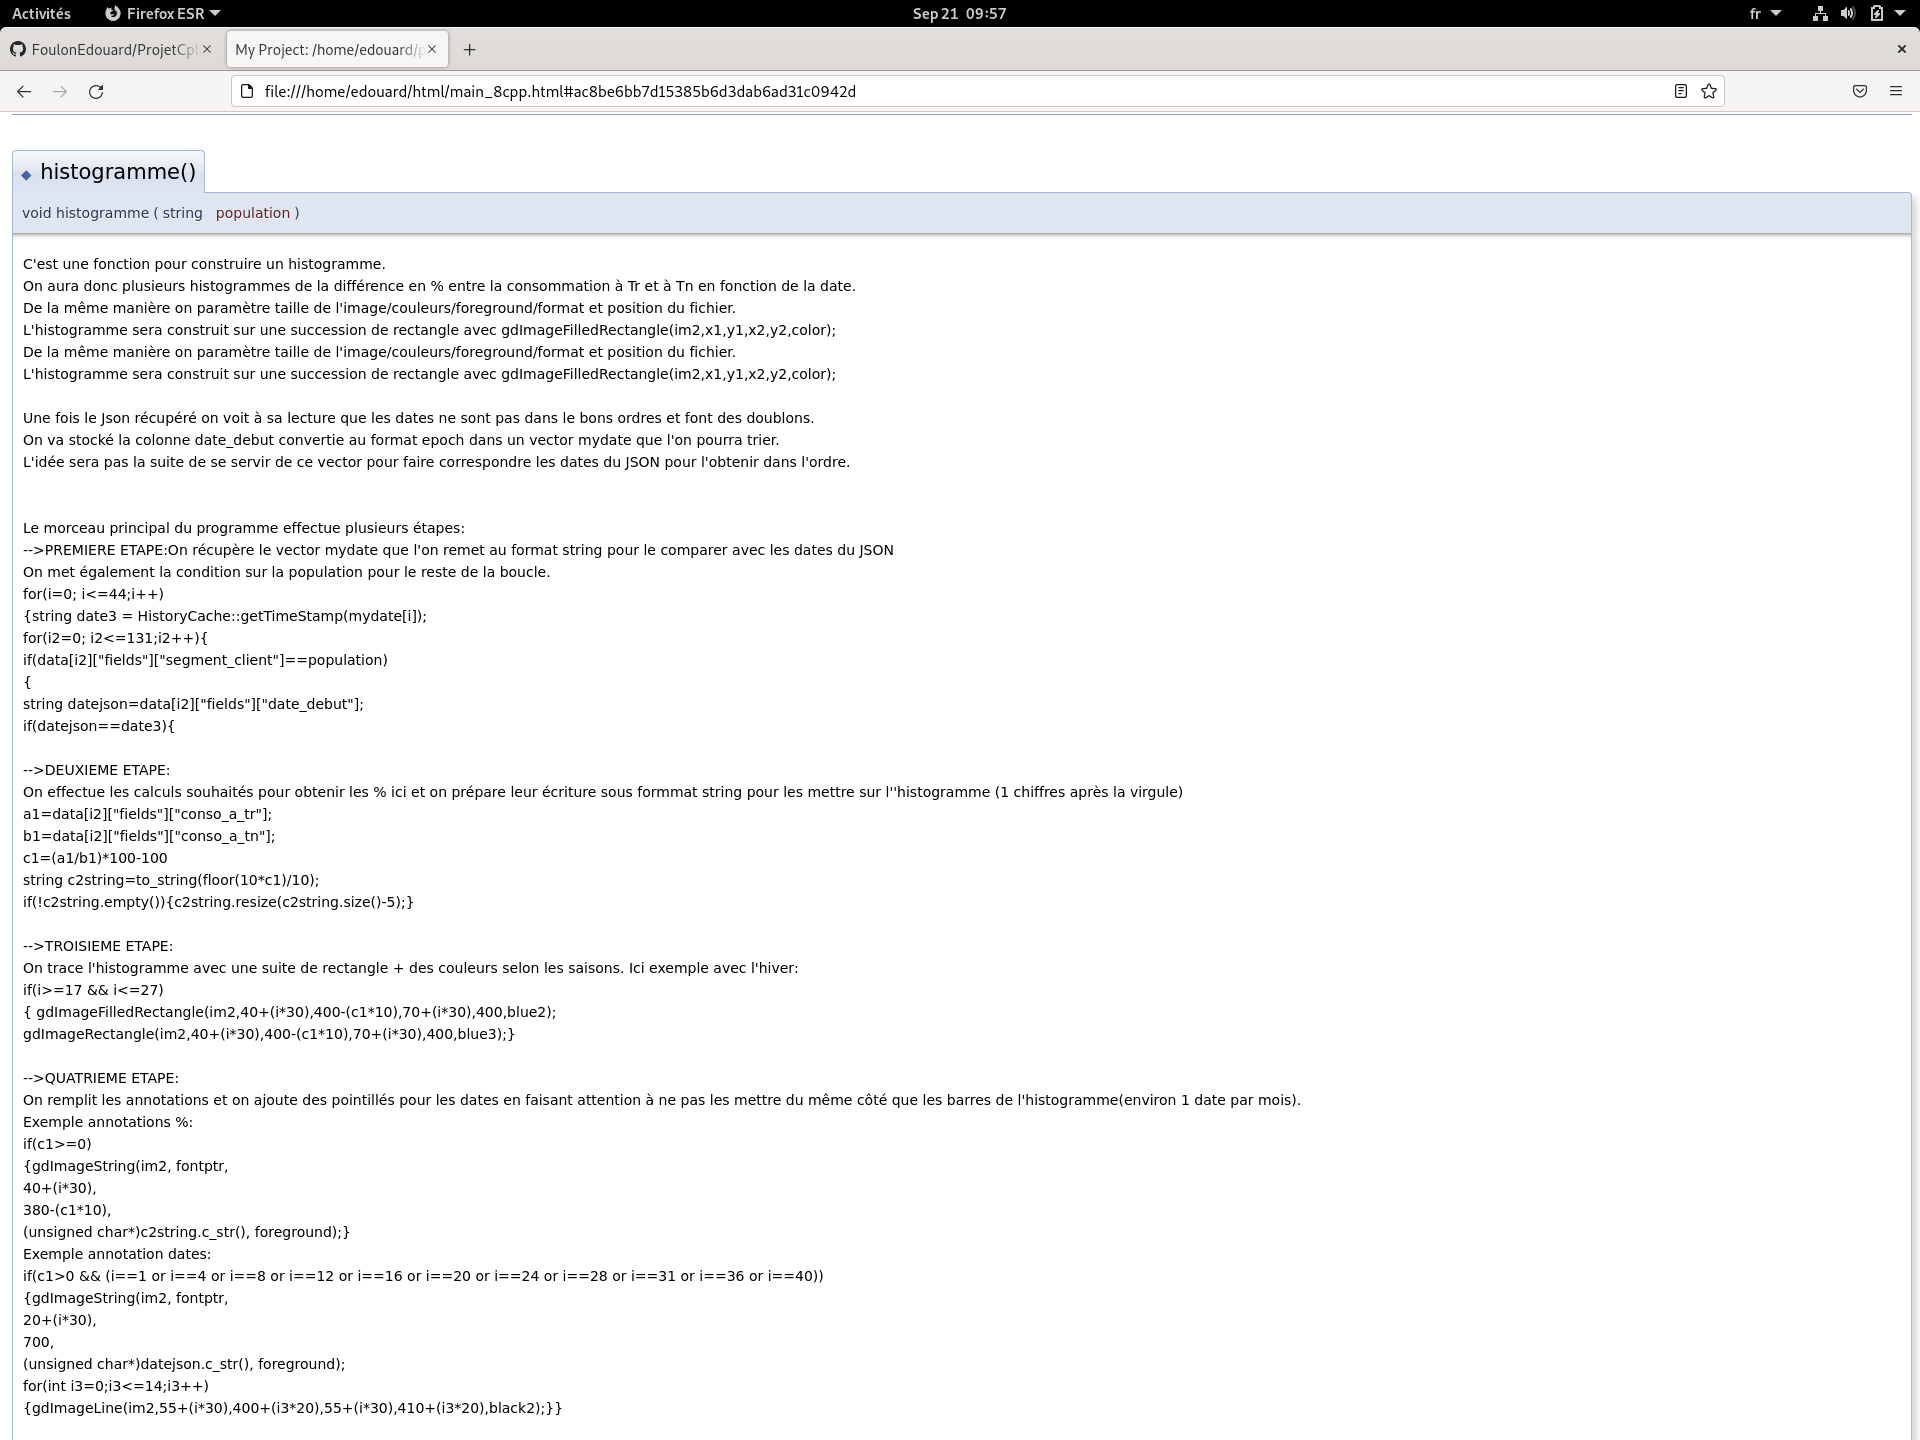 Activités Firefox ESR Sep 21 09:57 fr
FoulonEdouard/ProjetCp My Project: /home/edouard/p
file:///home/edouard/html/main_8cpp.html#ac8be6bb7d15385b6d3dab6ad31c0942d
◆ histogramme()
void histogramme ( string population )
C'est une fonction pour construire un histogramme.
On aura donc plusieurs histogrammes de la différence en % entre la consommation à Tr et à Tn en fonction de la date.
De la même manière on paramètre taille de l'image/couleurs/foreground/format et position du fichier.
L'histogramme sera construit sur une succession de rectangle avec gdImageFilledRectangle(im2,x1,y1,x2,y2,color);
De la même manière on paramètre taille de l'image/couleurs/foreground/format et position du fichier.
L'histogramme sera construit sur une succession de rectangle avec gdImageFilledRectangle(im2,x1,y1,x2,y2,color);
Une fois le Json récupéré on voit à sa lecture que les dates ne sont pas dans le bons ordres et font des doublons.
On va stocké la colonne date_debut convertie au format epoch dans un vector mydate que l'on pourra trier.
L'idée sera pas la suite de se servir de ce vector pour faire correspondre les dates du JSON pour l'obtenir dans l'ordre.
Le morceau principal du programme effectue plusieurs étapes:
-->PREMIERE ETAPE:On récupère le vector mydate que l'on remet au format string pour le comparer avec les dates du JSON
On met également la condition sur la population pour le reste de la boucle.
for(i=0; i<=44;i++)
{string date3 = HistoryCache::getTimeStamp(mydate[i]);
for(i2=0; i2<=131;i2++){
if(data[i2]["fields"]["segment_client"]==population)
{
string datejson=data[i2]["fields"]["date_debut"];
if(datejson==date3){
-->DEUXIEME ETAPE:
On effectue les calculs souhaités pour obtenir les % ici et on prépare leur écriture sous formmat string pour les mettre sur l''histogramme (1 chiffres après la virgule)
a1=data[i2]["fields"]["conso_a_tr"];
b1=data[i2]["fields"]["conso_a_tn"];
c1=(a1/b1)*100-100
string c2string=to_string(floor(10*c1)/10);
if(!c2string.empty()){c2string.resize(c2string.size()-5);}
-->TROISIEME ETAPE:
On trace l'histogramme avec une suite de rectangle + des couleurs selon les saisons. Ici exemple avec l'hiver:
if(i>=17 && i<=27)
{ gdImageFilledRectangle(im2,40+(i*30),400-(c1*10),70+(i*30),400,blue2);
gdImageRectangle(im2,40+(i*30),400-(c1*10),70+(i*30),400,blue3);}
-->QUATRIEME ETAPE:
On remplit les annotations et on ajoute des pointillés pour les dates en faisant attention à ne pas les mettre du même côté que les barres de l'histogramme(environ 1 date par mois).
Exemple annotations %:
if(c1>=0)
{gdImageString(im2, fontptr,
40+(i*30),
380-(c1*10),
(unsigned char*)c2string.c_str(), foreground);}
Exemple annotation dates:
if(c1>0 && (i==1 or i==4 or i==8 or i==12 or i==16 or i==20 or i==24 or i==28 or i==31 or i==36 or i==40))
{gdImageString(im2, fontptr,
20+(i*30),
700,
(unsigned char*)datejson.c_str(), foreground);
for(int i3=0;i3<=14;i3++)
{gdImageLine(im2,55+(i*30),400+(i3*20),55+(i*30),410+(i3*20),black2);}}